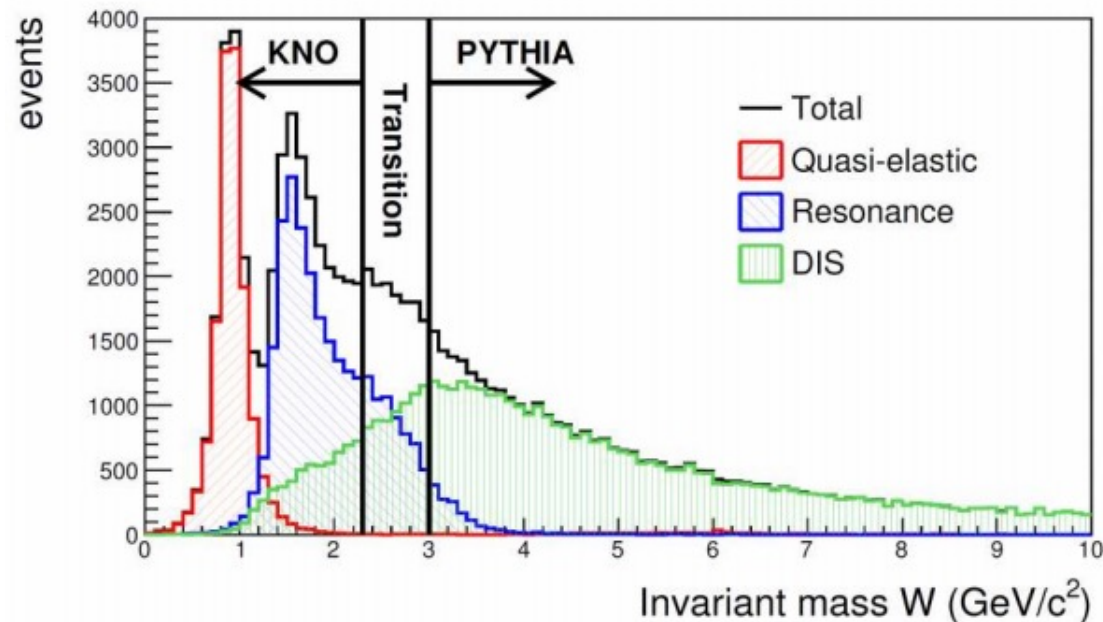 events
4000
3500
3000
2500
2000
1500
1000
500
0
KNO
Transition
PYTHIA
Total
Quasi-elastic
Resonance
DIS
0 1 2 3 4 5 6 7 8 9 10
Invariant mass W (GeV/c²)